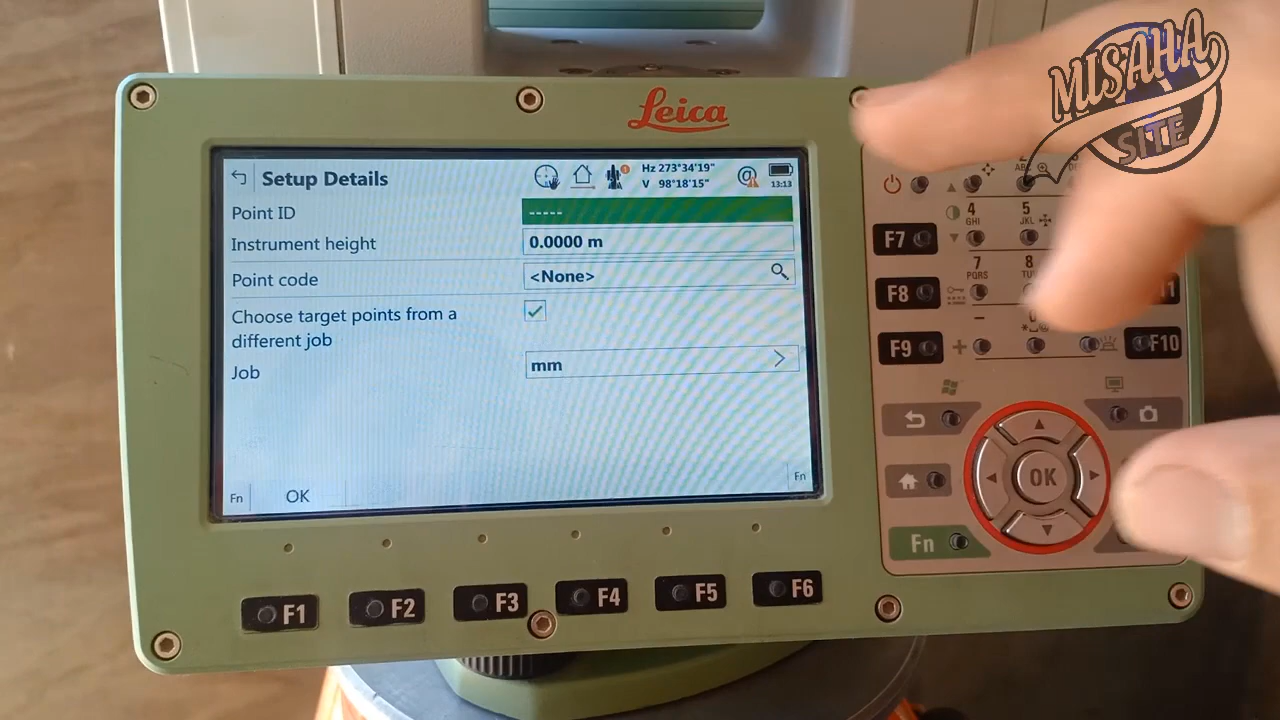 MISAHA
SITE
Leica
Setup Details
Hz 273°34'19"
V 98°18'15"
13:13
Point ID
-----
Instrument height
0.0000 m
Point code
<None>
Choose target points from a
different job
Job
mm
Fn
OK
Fn
F1
F2
F3
F4
F5
F6
4
GHI
5
JKL
F7
7
PQRS
8
F8
F9
F10
OK
Fn